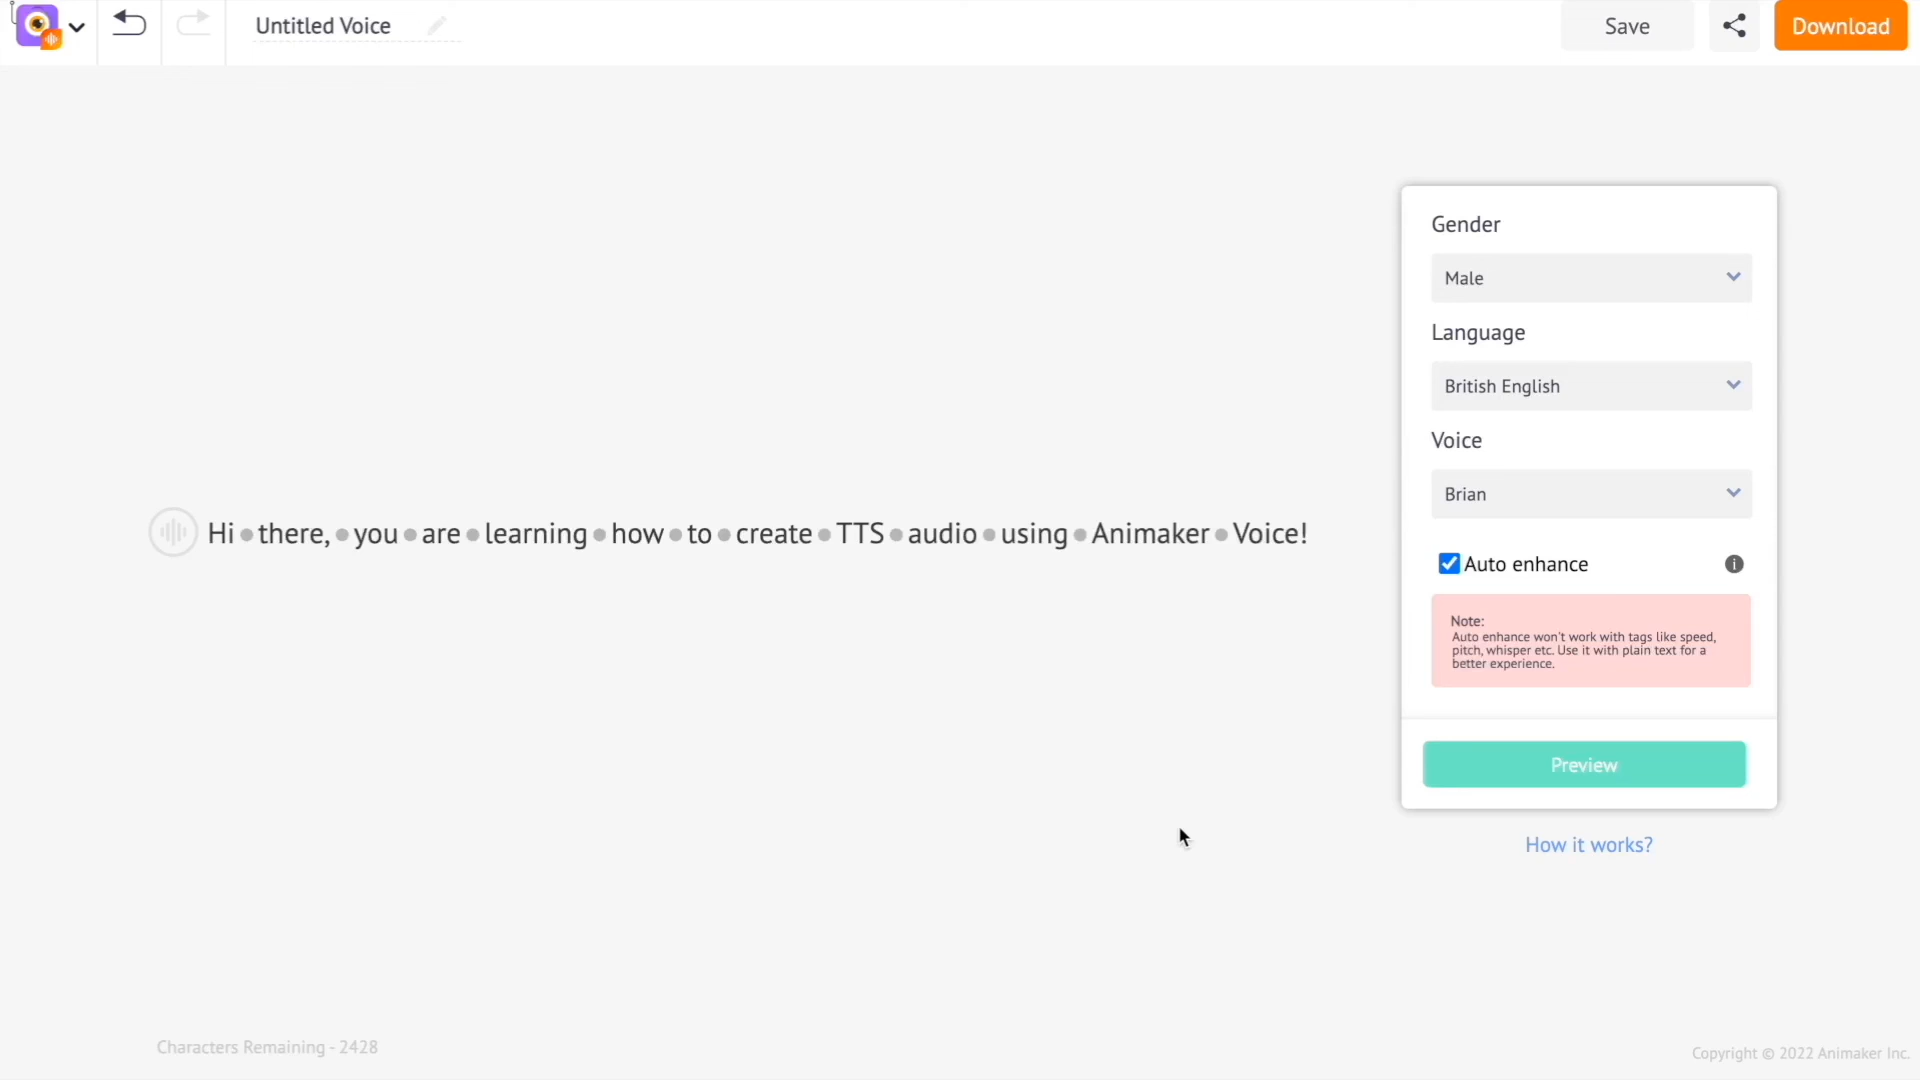 Untitled Voice
Save
Download
Gender
Male
Language
British English
Voice
Brian
Hi there, you are learning how to create TTS audio using Animaker Voice!
Auto enhance
Note:
Auto enhance won't work with tags like speed,
pitch, whisper etc. Use it with plain text for a
better experience.
Preview
How it works?
Characters Remaining - 2428
Copyright © 2022 Animaker Inc.